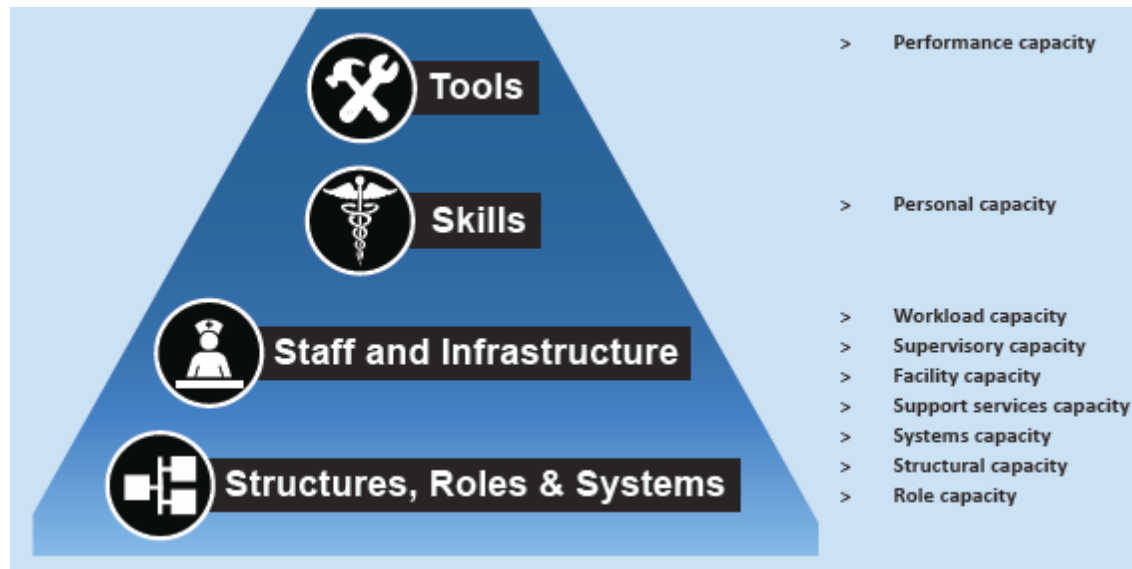 Tools
> Performance capacity
Skills
> Personal capacity
Staff and Infrastructure
> Workload capacity
> Supervisory capacity
> Facility capacity
> Support services capacity
Structures, Roles & Systems
> Systems capacity
> Structural capacity
> Role capacity